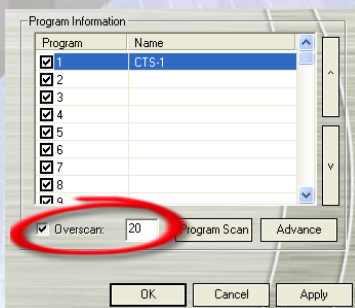 Program Information
Program Name
1 CTS-1
2
3
4
5
6
7
8
9
Overscan: 20 Program Scan Advance
OK Cancel Apply